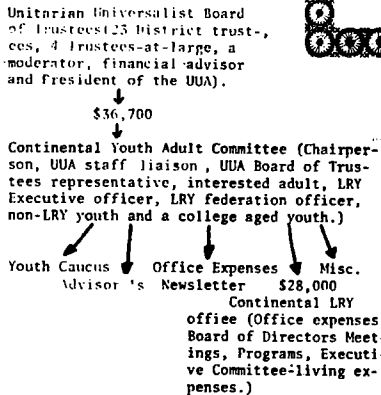 Unitarian Universalist Board
of Trustees(23 District trust-,
ees, 4 Trustees-at-large, a
moderator, financial advisor
and President of the UUA).
$36,700
Continental Youth Adult Committee (Chairper-
son, UUA staff liaison , UUA Board of Trus-
tees representative, interested adult, LRY
Executive officer, LRY federation officer,
non-LRY youth and a college aged youth.)
Youth Caucus Office Expenses Misc.
Advisor's Newsletter $28,000
Continental LRY
offiee (Office expenses
Board of Directors Meet-
ings, Programs, Executi-
ve Committee-living ex-
penses.)